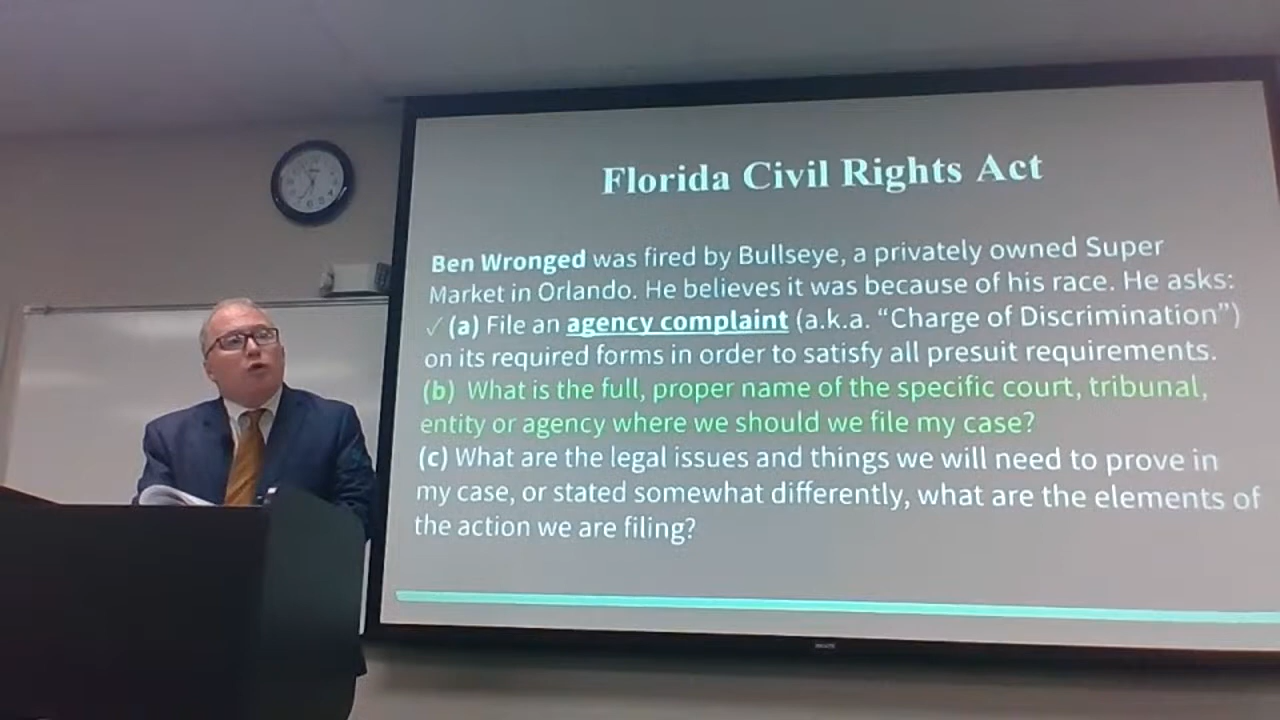 Florida Civil Rights Act
Ben Wronged was fired by Bullseye, a privately owned Super
Market in Orlando. He believes it was because of his race. He asks:
✓ (a) File an agency complaint (a.k.a. “Charge of Discrimination”)
on its required forms in order to satisfy all presuit requirements.
(b) What is the full, proper name of the specific court, tribunal,
entity or agency where we should we file my case?
(c) What are the legal issues and things we will need to prove in
my case, or stated somewhat differently, what are the elements of
the action we are filing?